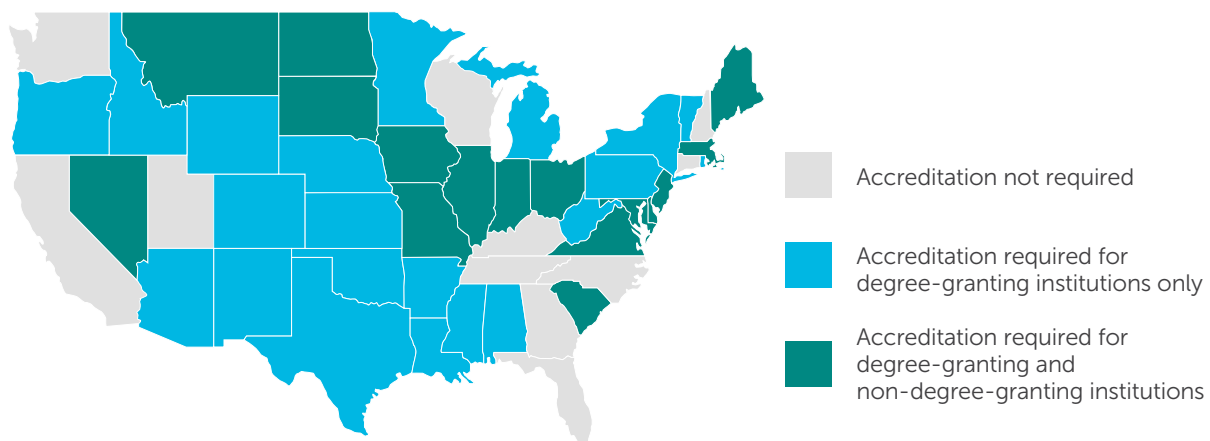 Accreditation not required
Accreditation required for
degree-granting institutions only
Accreditation required for
degree-granting and
non-degree-granting institutions